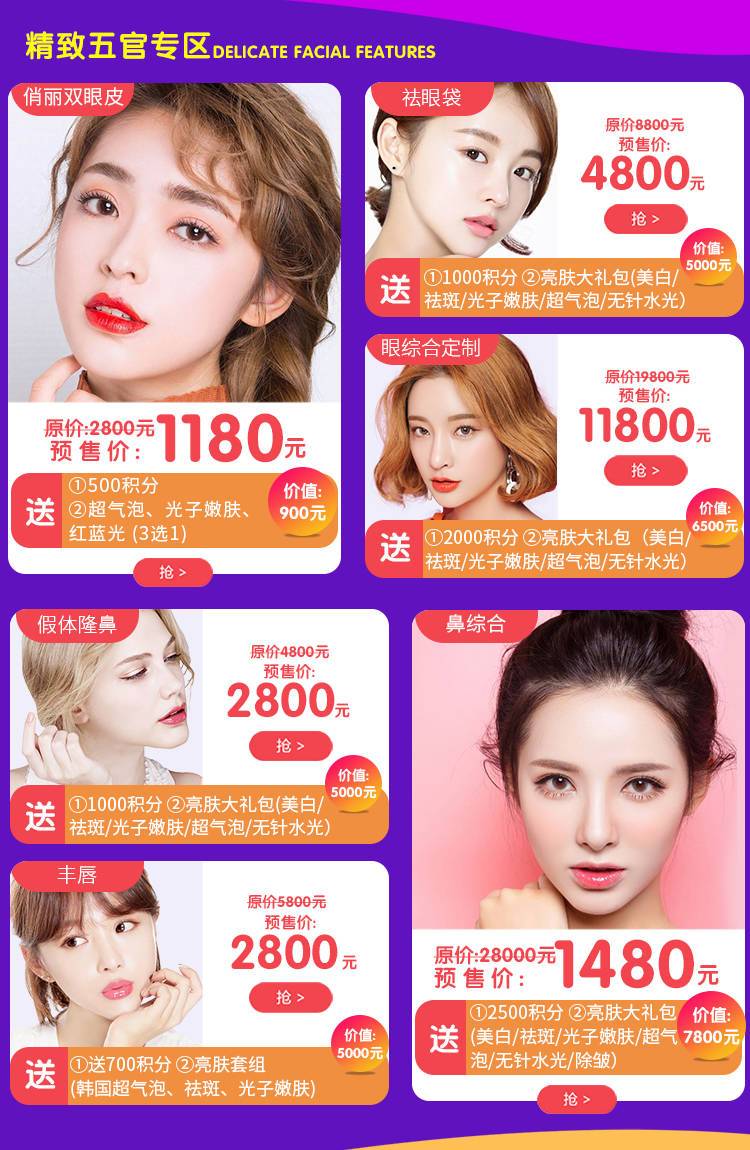 精致五官专区DELICATE FACIAL FEATURES
俏丽双眼皮
原价:2800元
预售价:1180元
送
①500积分
②超气泡、光子嫩肤、
红蓝光 (3选1)
价值:
900元
抢 >
祛眼袋
原价8800元
预售价:
4800元
抢 >
价值:
5000元
送
①1000积分 ②亮肤大礼包(美白/
祛斑/光子嫩肤/超气泡/无针水光）
眼综合定制
原价19800元
预售价:
11800元
抢 >
价值:
6500元
送
①2000积分 ②亮肤大礼包（美白/
祛斑/光子嫩肤/超气泡/无针水光）
假体隆鼻
原价4800元
预售价:
2800元
抢 >
价值:
5000元
送
①1000积分 ②亮肤大礼包(美白/
祛斑/光子嫩肤/超气泡/无针水光）
丰唇
原价5800元
预售价:
2800元
抢 >
价值:
5000元
送
①送700积分 ②亮肤套组
(韩国超气泡、祛斑、光子嫩肤)
鼻综合
原价:28000元
预售价:1480元
送
①2500积分 ②亮肤大礼包
(美白/祛斑/光子嫩肤/超气
泡/无针水光/除皱）
价值:
7800元
抢 >